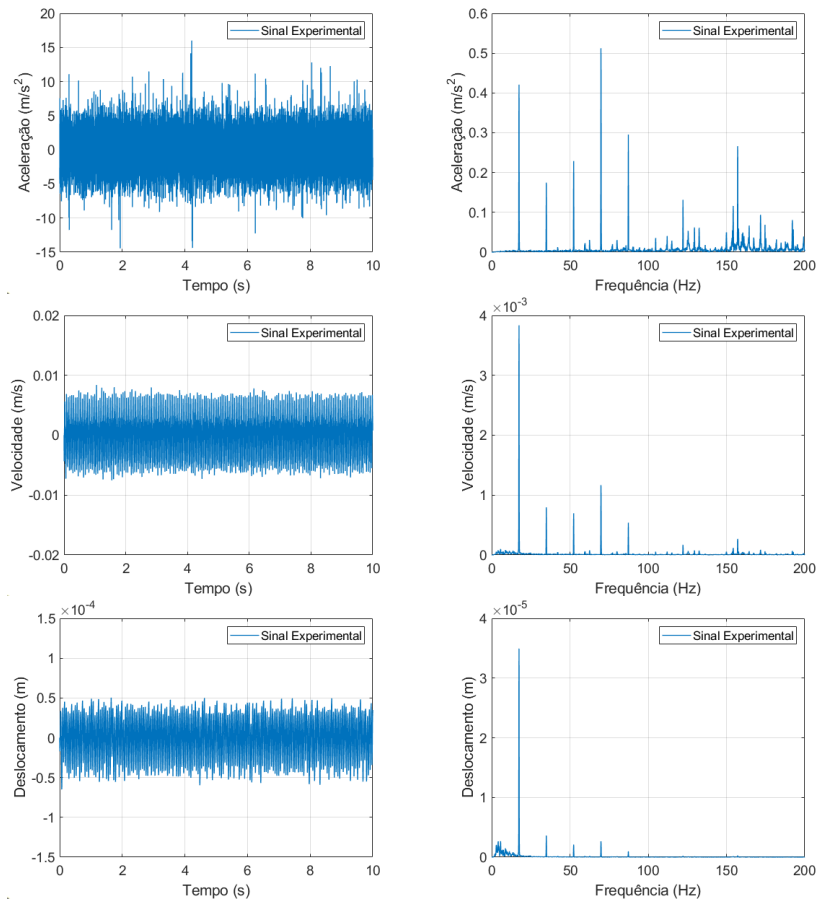 Sinal Experimental
20
15
10
5
0
-5
-10
-15
0 2 4 6 8 10
Aceleração (m/s²)
Tempo (s)
Sinal Experimental
0.6
0.5
0.4
0.3
0.2
0.1
0
0 50 100 150 200
Aceleração (m/s²)
Frequência (Hz)
Sinal Experimental
0.02
0.01
0
-0.01
-0.02
0 2 4 6 8 10
Velocidade (m/s)
Tempo (s)
×10⁻³
Sinal Experimental
4
3
2
1
0
0 50 100 150 200
Velocidade (m/s)
Frequência (Hz)
×10⁻⁴
Sinal Experimental
1.5
1
0.5
0
-0.5
-1
-1.5
0 2 4 6 8 10
Deslocamento (m)
Tempo (s)
×10⁻⁵
Sinal Experimental
4
3
2
1
0
0 50 100 150 200
Deslocamento (m)
Frequência (Hz)